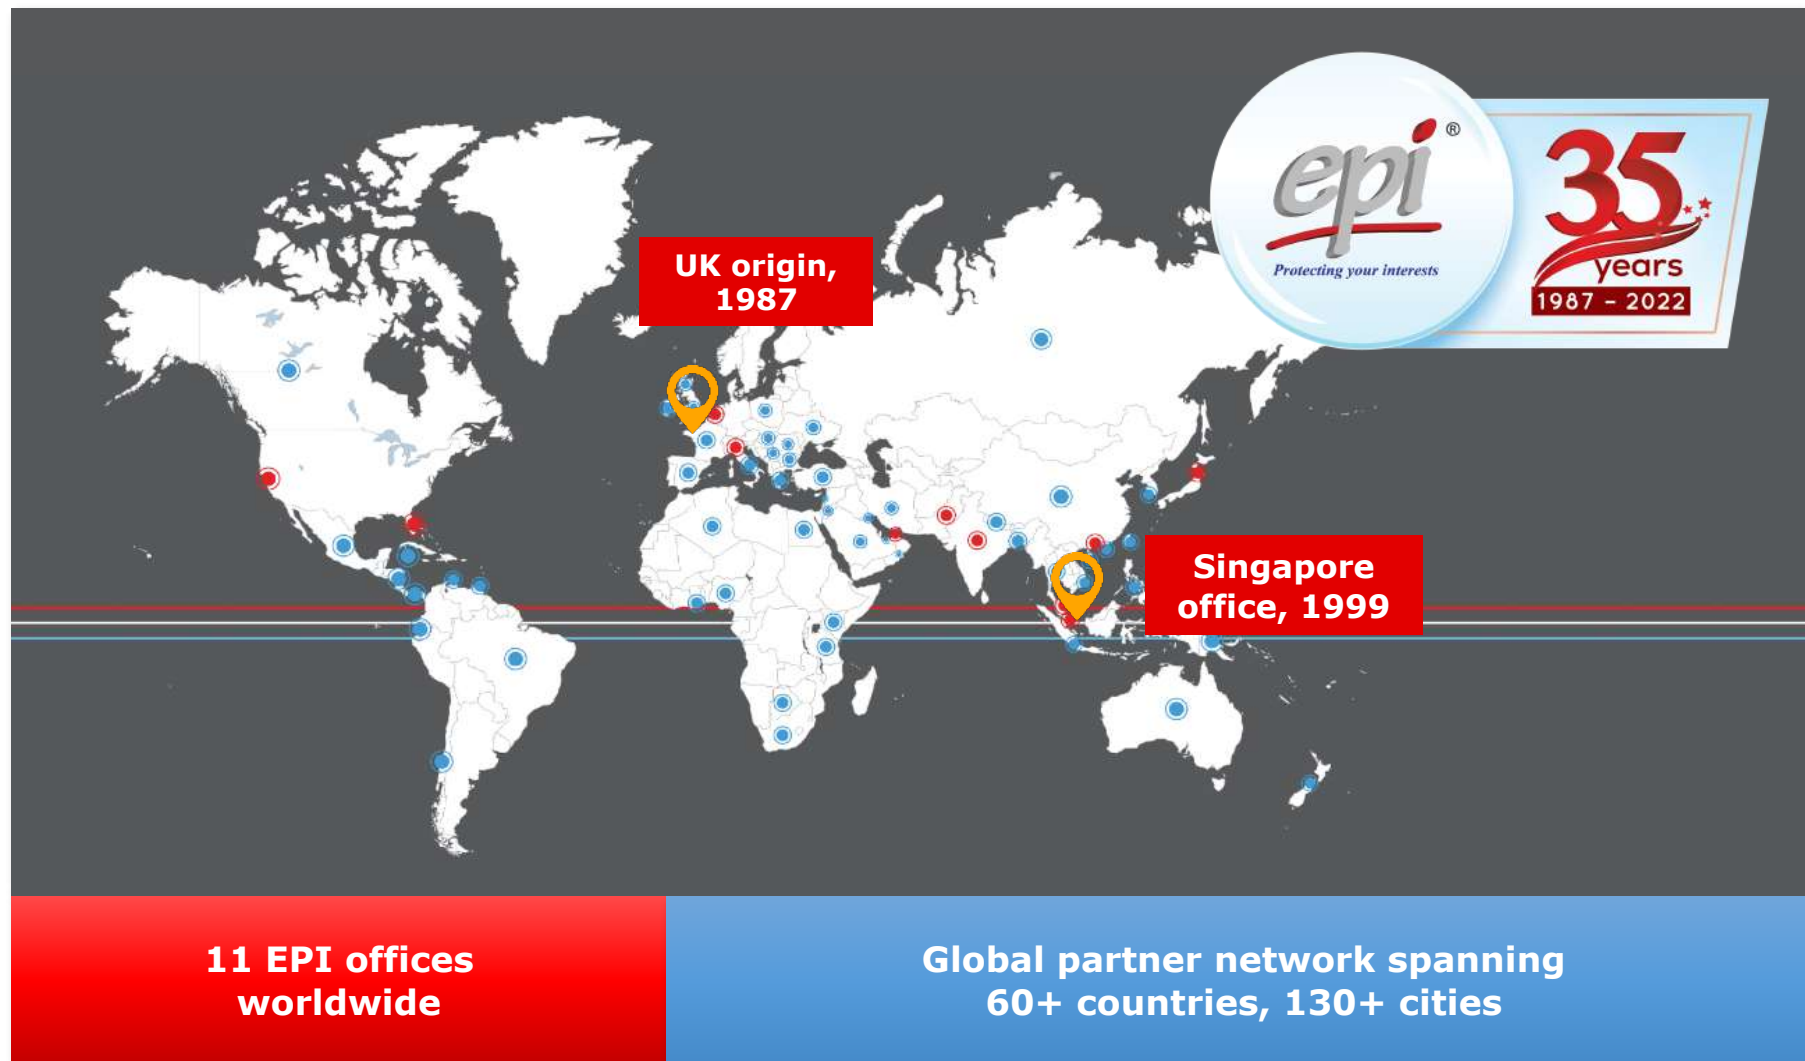 epi ®
Protecting your interests
35
years
1987 - 2022
UK origin,
1987
Singapore
office, 1999
11 EPI offices
worldwide
Global partner network spanning
60+ countries, 130+ cities